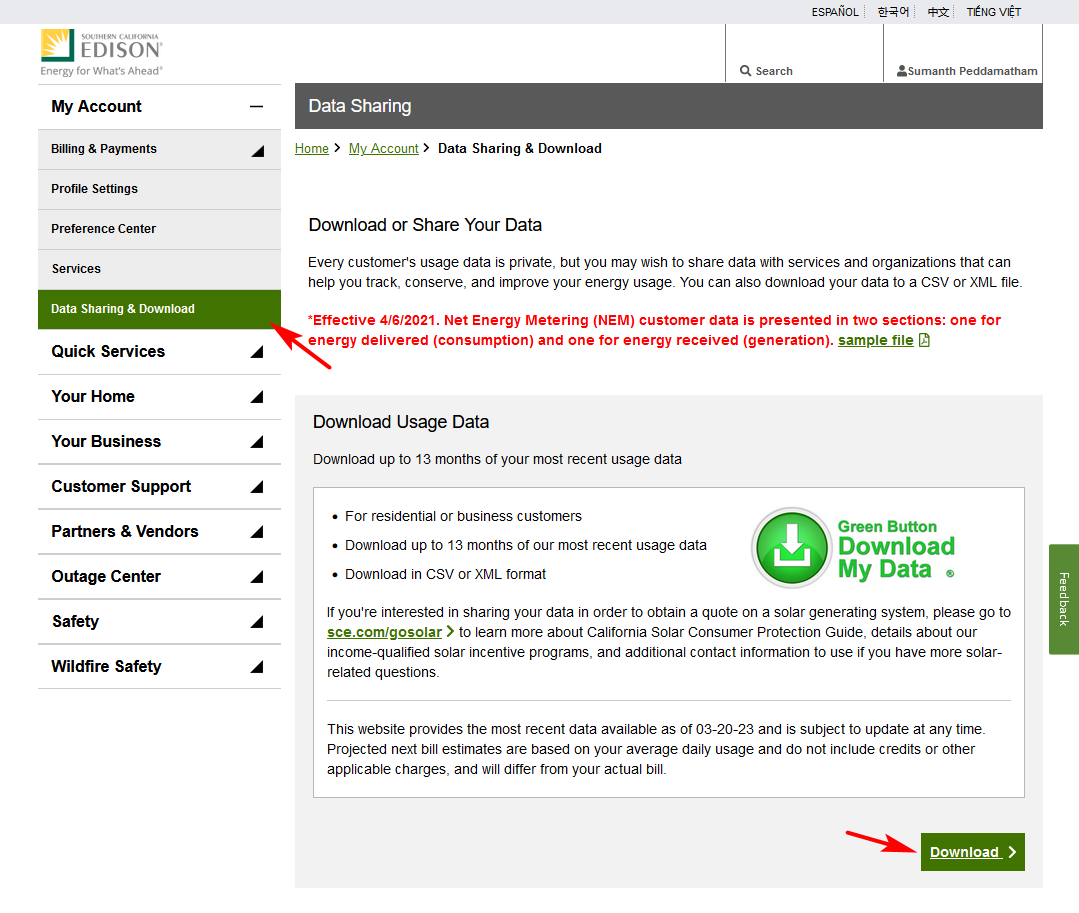 ESPAÑOL 한국어 中文 TIẾNG VIỆT
SOUTHERN CALIFORNIA
EDISON®
Energy for What's Ahead®
Search
Sumanth Peddamatham
My Account
Billing & Payments
Profile Settings
Preference Center
Services
Data Sharing & Download
Quick Services
Your Home
Your Business
Customer Support
Partners & Vendors
Outage Center
Safety
Wildfire Safety
Data Sharing
Home My Account Data Sharing & Download
Download or Share Your Data
Every customer's usage data is private, but you may wish to share data with services and organizations that can
help you track, conserve, and improve your energy usage. You can also download your data to a CSV or XML file.
*Effective 4/6/2021. Net Energy Metering (NEM) customer data is presented in two sections: one for
energy delivered (consumption) and one for energy received (generation). sample file
Download Usage Data
Download up to 13 months of your most recent usage data
• For residential or business customers
• Download up to 13 months of our most recent usage data
• Download in CSV or XML format
Green Button
Download
My Data ®
If you're interested in sharing your data in order to obtain a quote on a solar generating system, please go to
sce.com/gosolar to learn more about California Solar Consumer Protection Guide, details about our
income-qualified solar incentive programs, and additional contact information to use if you have more solar-
related questions.
This website provides the most recent data available as of 03-20-23 and is subject to update at any time.
Projected next bill estimates are based on your average daily usage and do not include credits or other
applicable charges, and will differ from your actual bill.
Download
Feedback